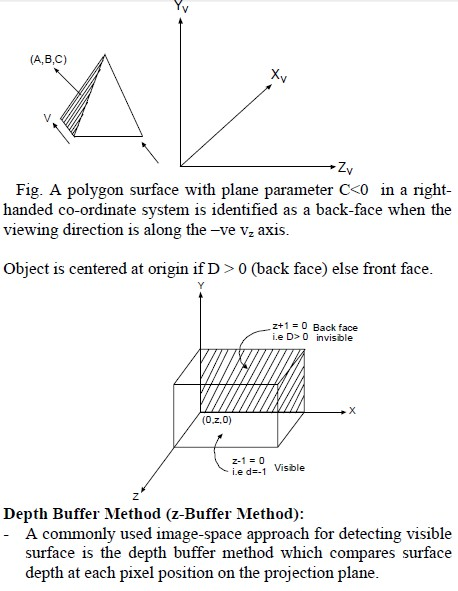 Yv
(A,B,C)
Xv
V
Zv
Fig. A polygon surface with plane parameter C<0 in a right-
handed co-ordinate system is identified as a back-face when the
viewing direction is along the –ve vz axis.
Object is centered at origin if D > 0 (back face) else front face.
Y
z+1 = 0 Back face
i.e D> 0 invisible
X
(0,z,0)
z-1 = 0
i.e d=-1 Visible
Z
Depth Buffer Method (z-Buffer Method):
- A commonly used image-space approach for detecting visible
surface is the depth buffer method which compares surface
depth at each pixel position on the projection plane.